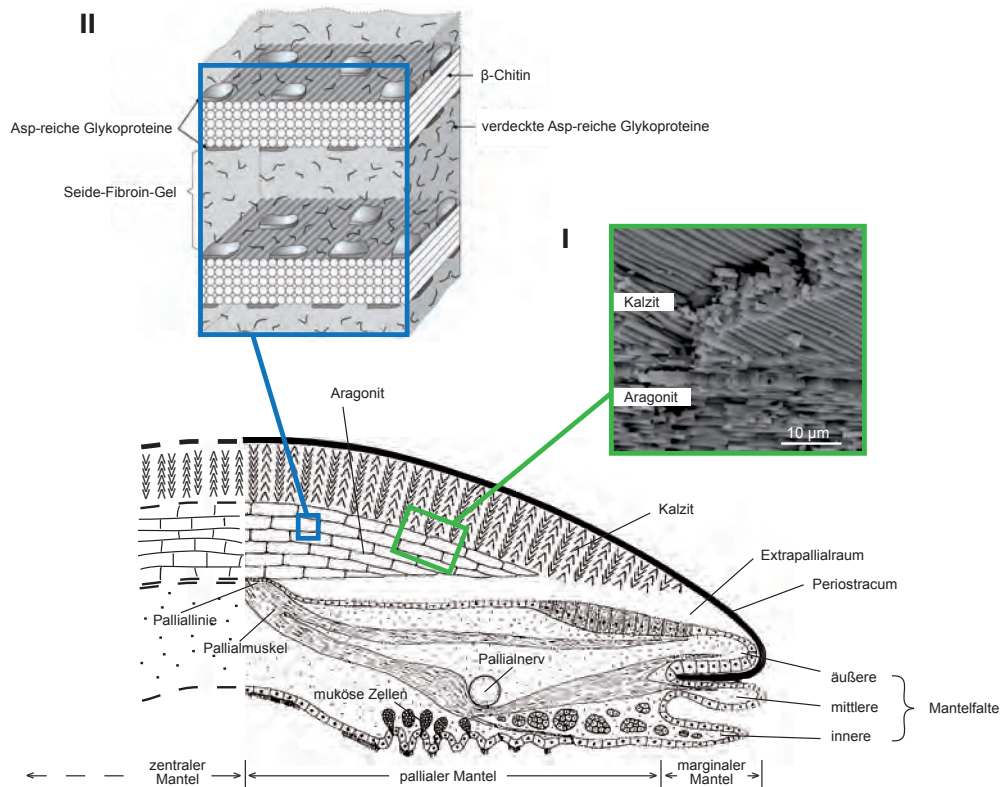 II
β-Chitin
Asp-reiche Glykoproteine
verdeckte Asp-reiche Glykoproteine
Seide-Fibroin-Gel
I
Kalzit
Aragonit
10 µm
Aragonit
Kalzit
Extrapallialraum
Periostracum
Palliallinie
Pallialmuskel
Pallialnerv
muköse Zellen
äußere
mittlere
innere
Mantelfalte
zentraler
Mantel
pallialer Mantel
marginaler
Mantel